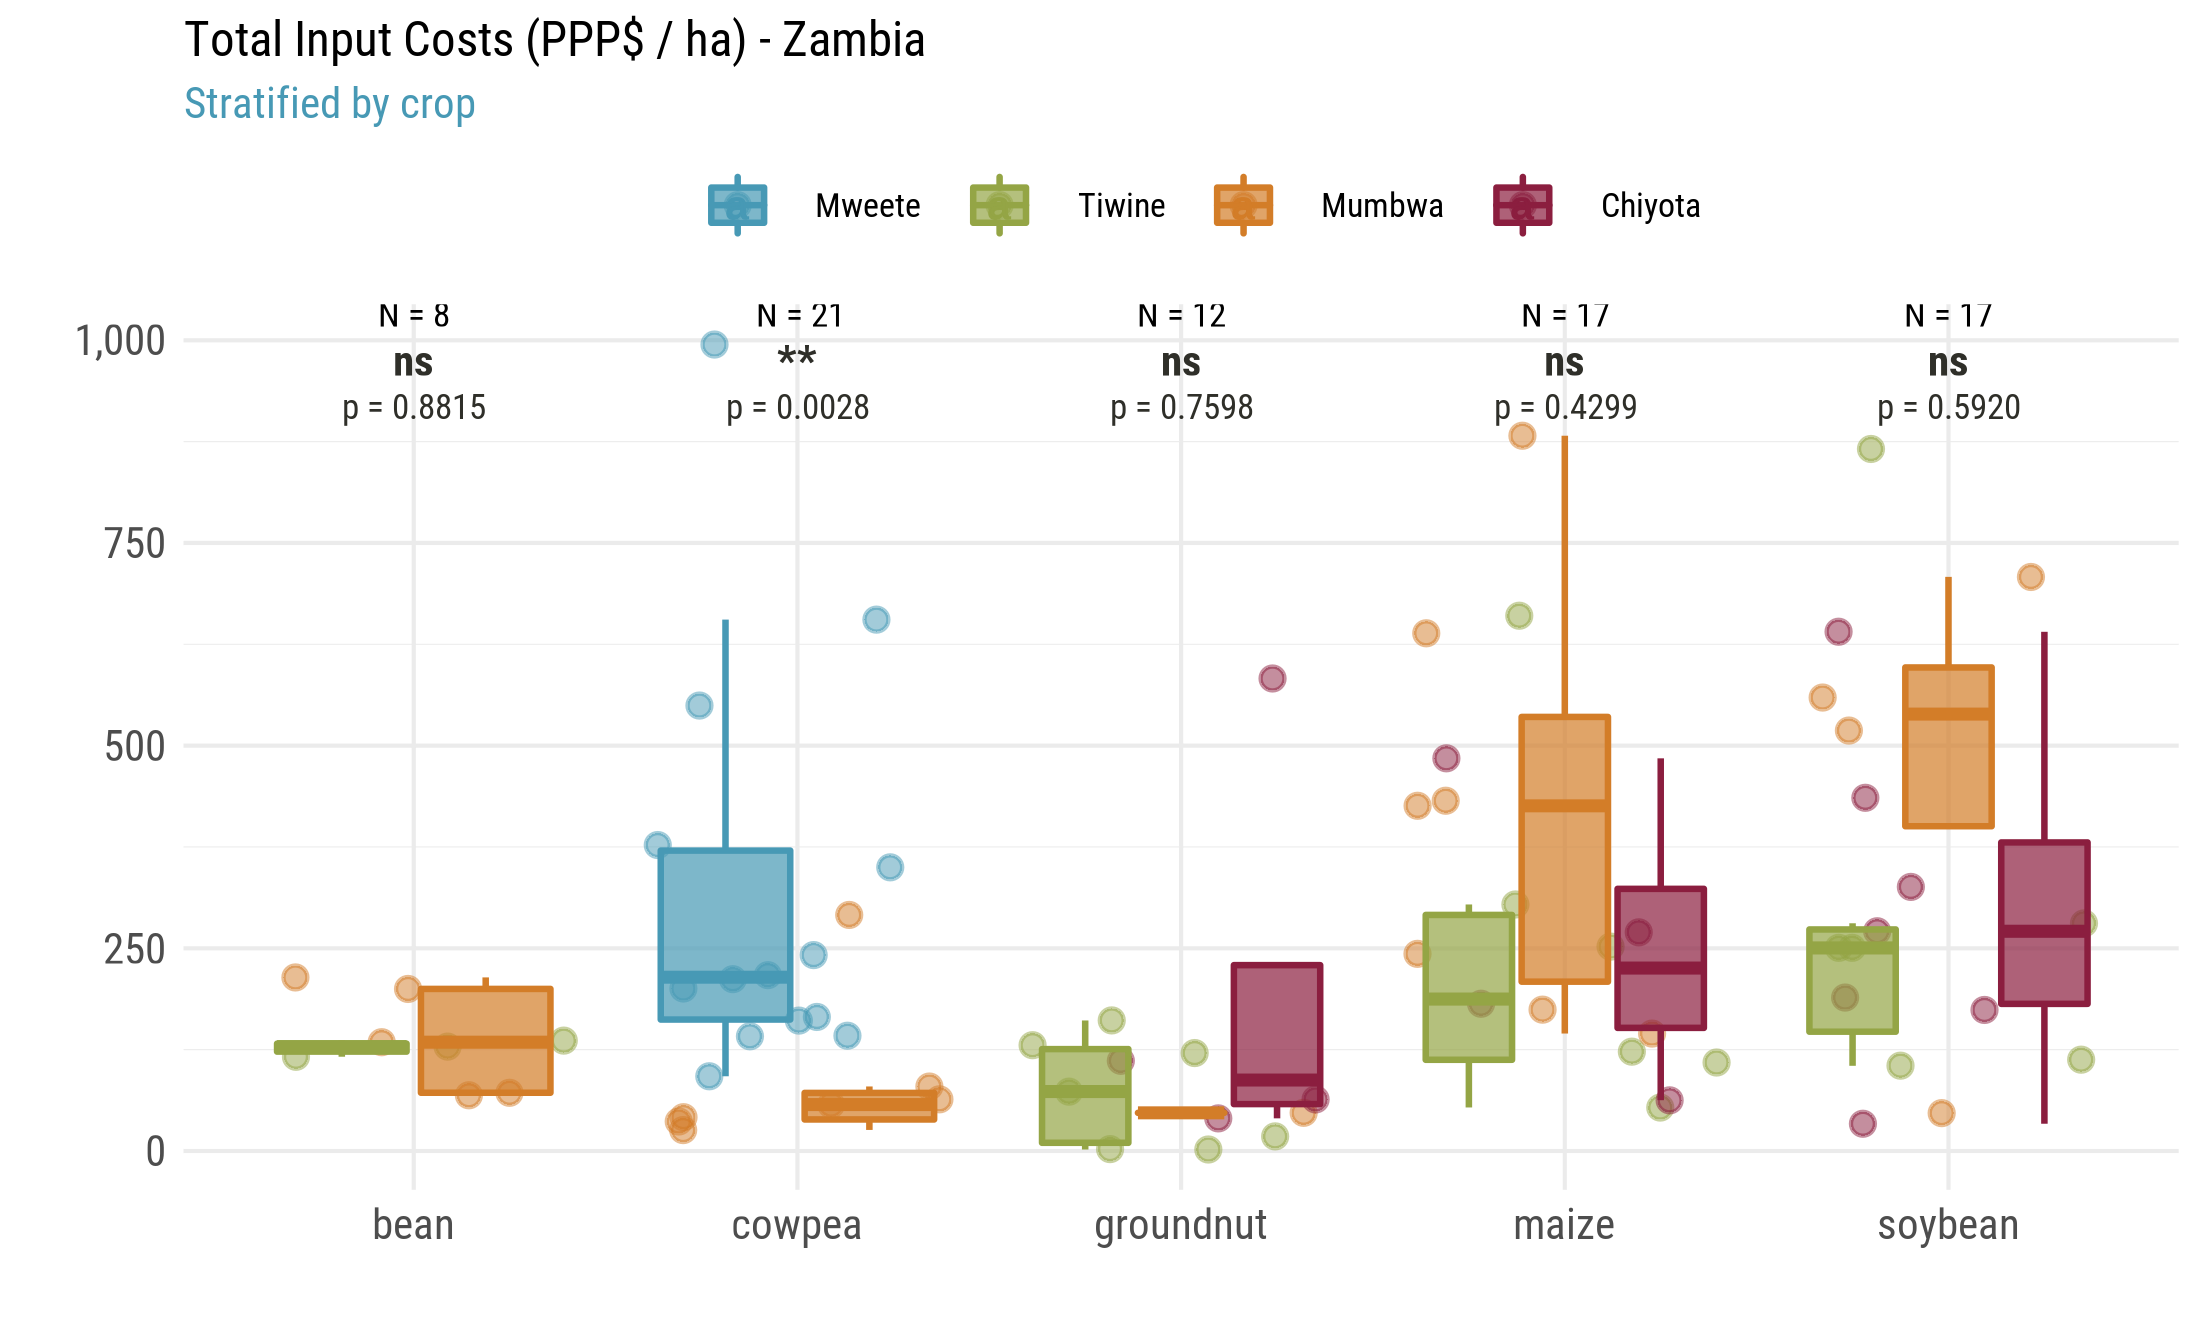 Total Input Costs (PPP$ / ha) - Zambia
Stratified by crop
Mweete Tiwine Mumbwa Chiyota
N = 8 N = 21 N = 12 N = 17 N = 17
1,000
ns ** ns ns ns
p = 0.8815 p = 0.0028 p = 0.7598 p = 0.4299 p = 0.5920
750
500
250
0
bean cowpea groundnut maize soybean